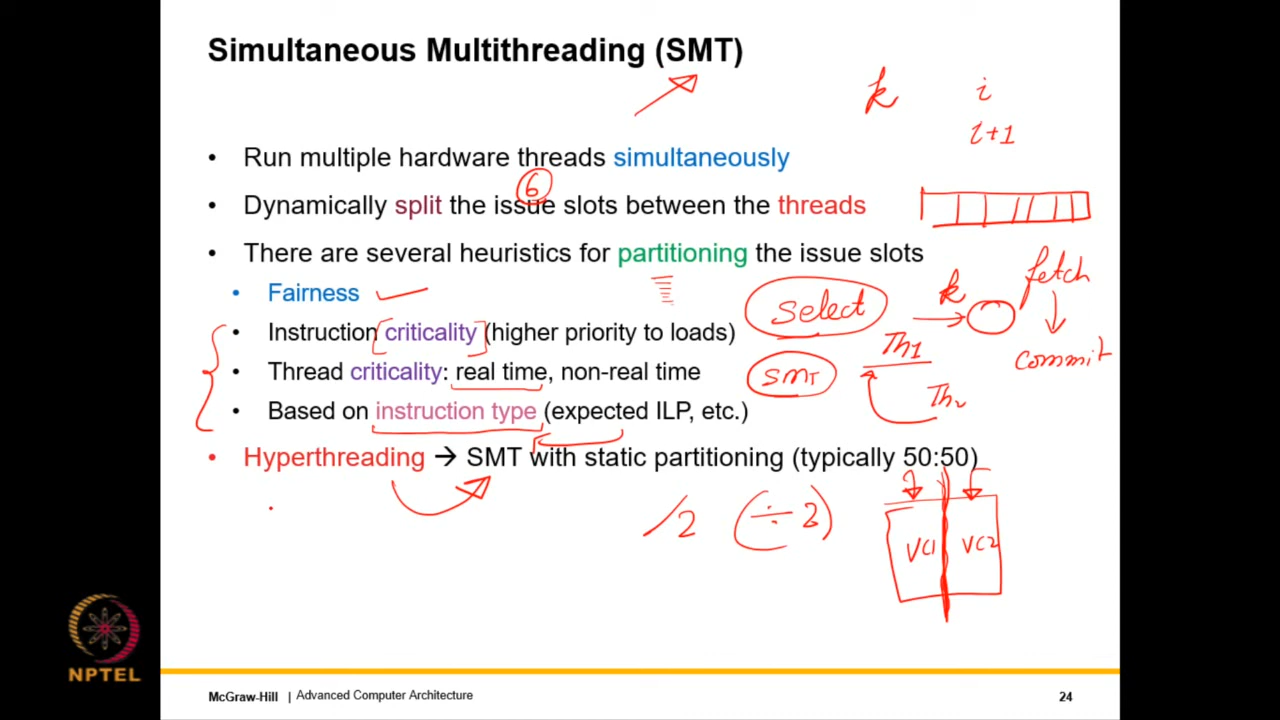 Simultaneous Multithreading (SMT)
k
i
i+1
• Run multiple hardware threads simultaneously
6
• Dynamically split the issue slots between the threads
• There are several heuristics for partitioning the issue slots
• Fairness
• Instruction criticality (higher priority to loads)
• Thread criticality: real time, non-real time
• Based on instruction type (expected ILP, etc.)
select
k
fetch
commit
Th1
SMT
Th2
• Hyperthreading → SMT with static partitioning (typically 50:50)
/2 (÷2)
VC1 VC2
NPTEL
McGraw-Hill | Advanced Computer Architecture
24